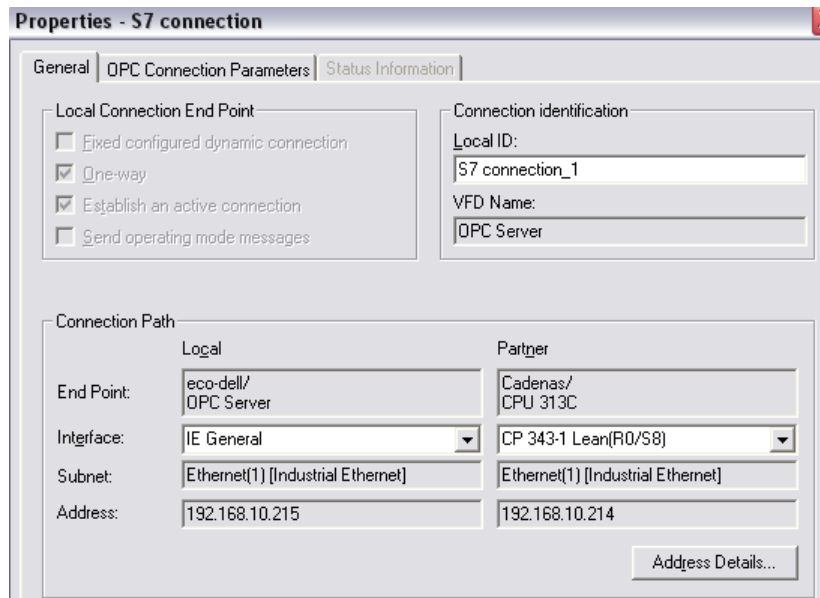 Properties - S7 connection
General
OPC Connection Parameters
Status Information
Local Connection End Point
Fixed configured dynamic connection
One-way
Establish an active connection
Send operating mode messages
Connection identification
Local ID:
S7 connection_1
VFD Name:
OPC Server
Connection Path
Local
Partner
End Point:
eco-dell/
OPC Server
Cadenas/
CPU 313C
Interface:
IE General
CP 343-1 Lean(R0/S8)
Subnet:
Ethernet(1) [Industrial Ethernet]
Ethernet(1) [Industrial Ethernet]
Address:
192.168.10.215
192.168.10.214
Address Details...